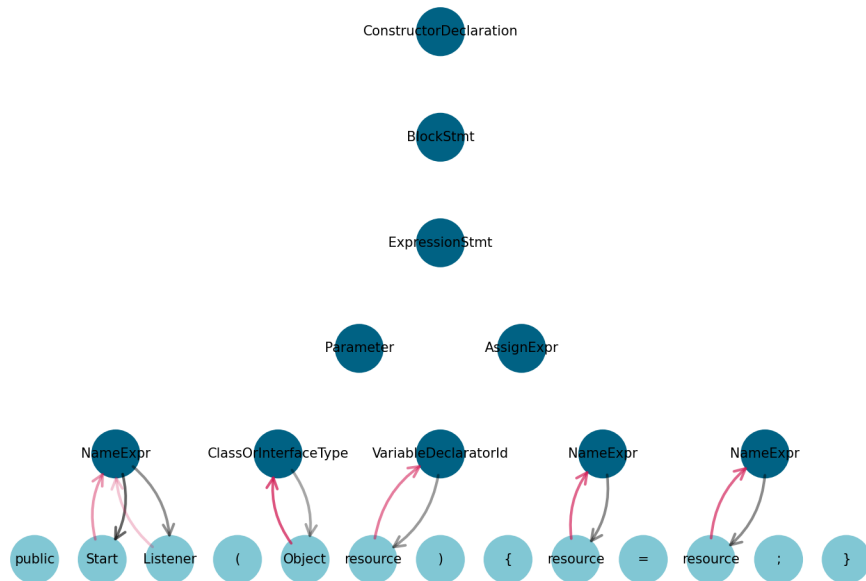 ConstructorDeclaration
BlockStmt
ExpressionStmt
Parameter AssignExpr
NameExpr ClassOrInterfaceType VariableDeclaratorId NameExpr NameExpr
public Start Listener ( Object resource ) { resource = resource ; }